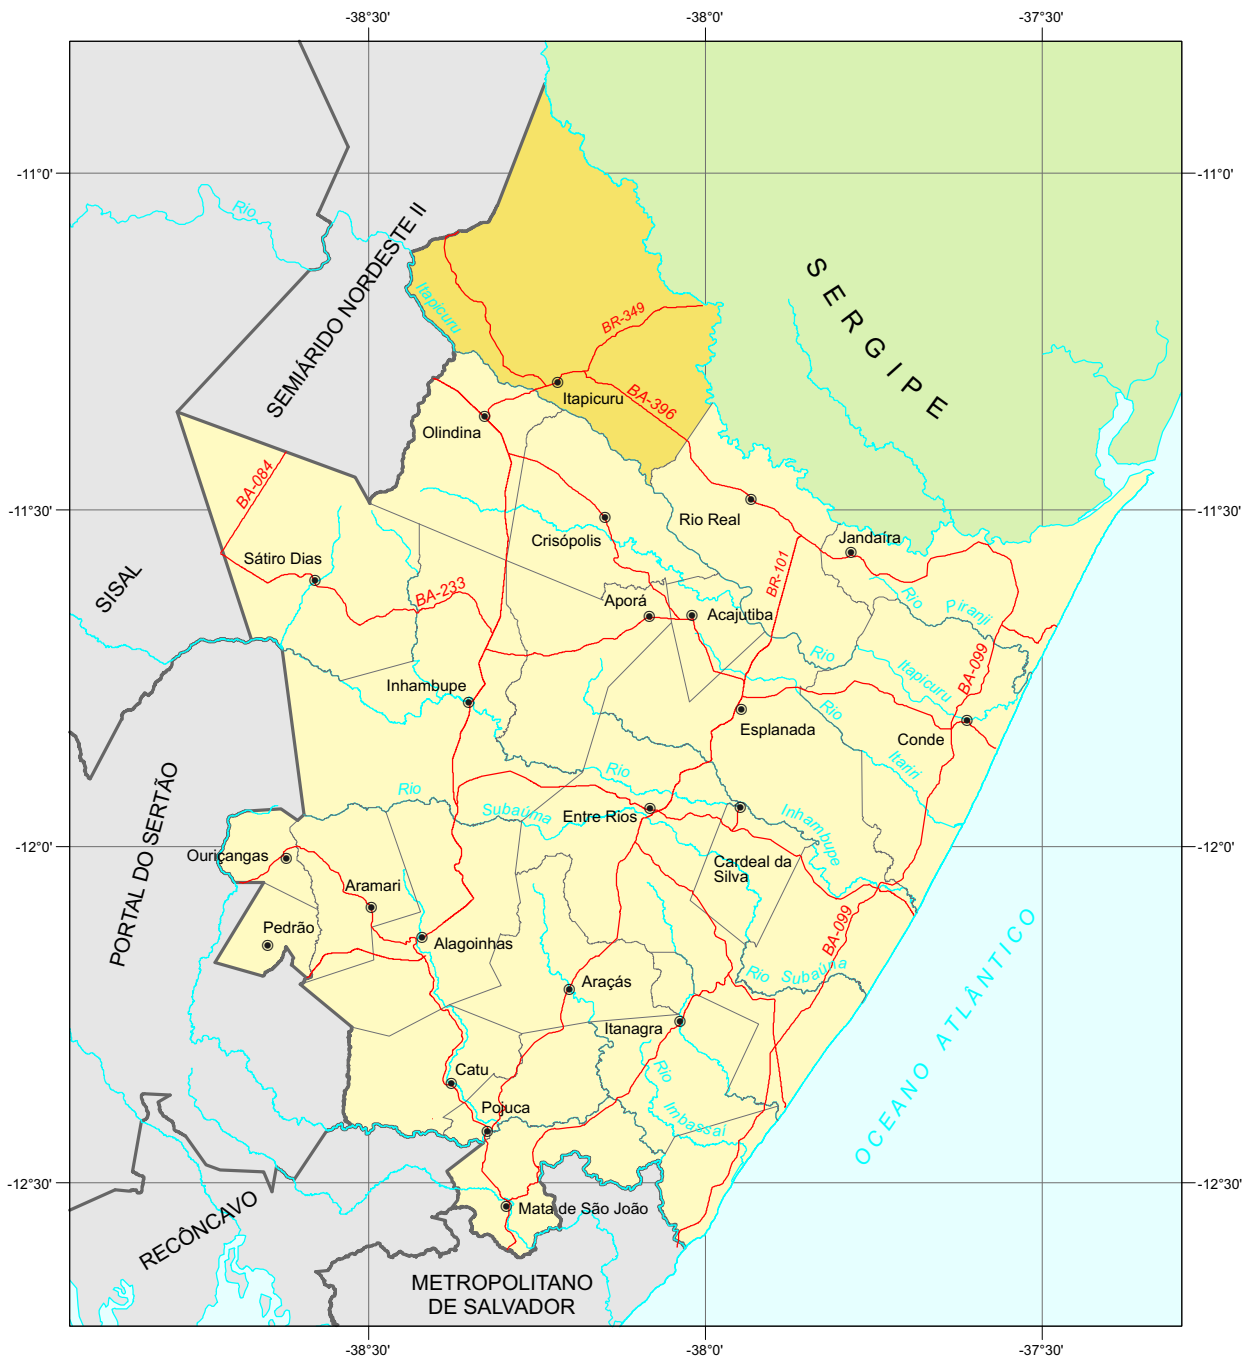 -38°30'
-38°0'
-37°30'
-11°0'
-11°0'
Rio
SEMIÁRIDO NORDESTE II
SERGIPE
Itapicuru
BR-349
Itapicuru
BA-396
Olindina
BA-084
-11°30'
-11°30'
Rio Real
Crisópolis
Jandaíra
Sátiro Dias
SISAL
BA-233
BR-101
Aporá
Acajutiba
Rio
Piranji
Rio
Itapicuru
BA-099
Inhambupe
Rio
Esplanada
Conde
Itariri
PORTAL DO SERTÃO
Rio
Rio
Subaúma
Entre Rios
Inhambupe
-12°0'
-12°0'
Ouriçangas
Aramari
Cardeal da
Silva
Pedrão
Alagoinhas
BA-099
OCEANO ATLÂNTICO
Araçás
Rio
Subaúna
Itanagra
Catu
Rio
Pojuca
Imbassaí
-12°30'
-12°30'
RECÔNCAVO
Mata de São João
METROPOLITANO
DE SALVADOR
-38°30'
-38°0'
-37°30'